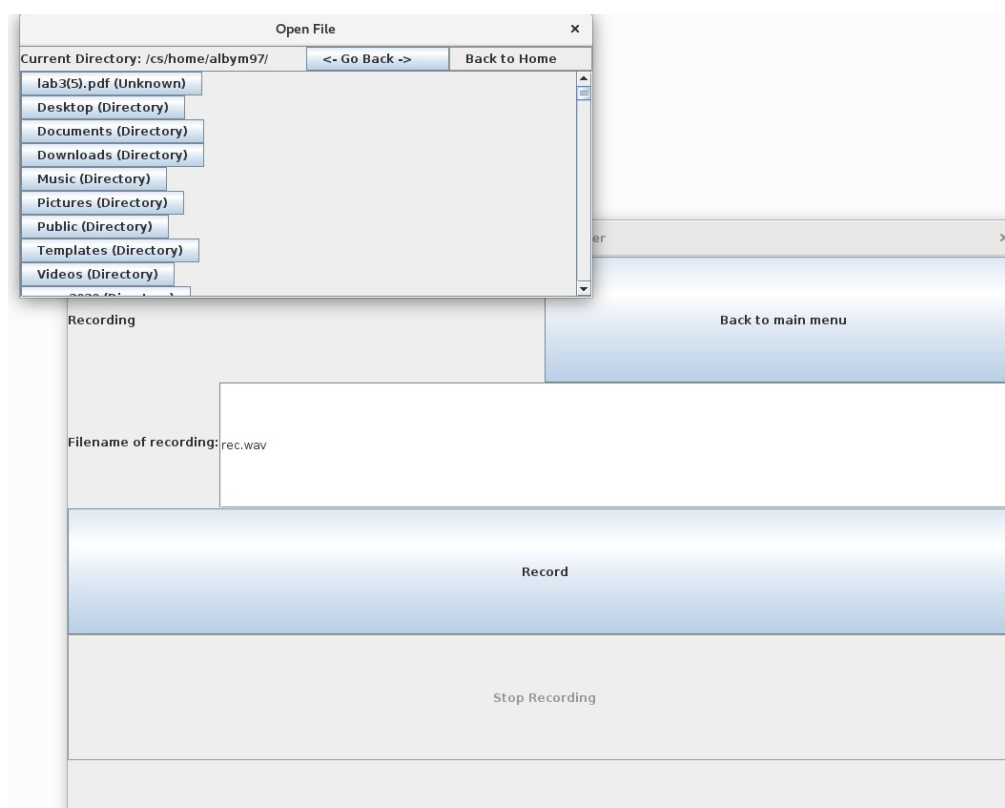 Open File ×
Current Directory: /cs/home/albym97/ <- Go Back -> Back to Home
lab3(5).pdf (Unknown)
Desktop (Directory)
Documents (Directory)
Downloads (Directory)
Music (Directory)
Pictures (Directory)
Public (Directory)
Templates (Directory)
Videos (Directory)
er
Recording Back to main menu
Filename of recording: rec.wav
Record
Stop Recording